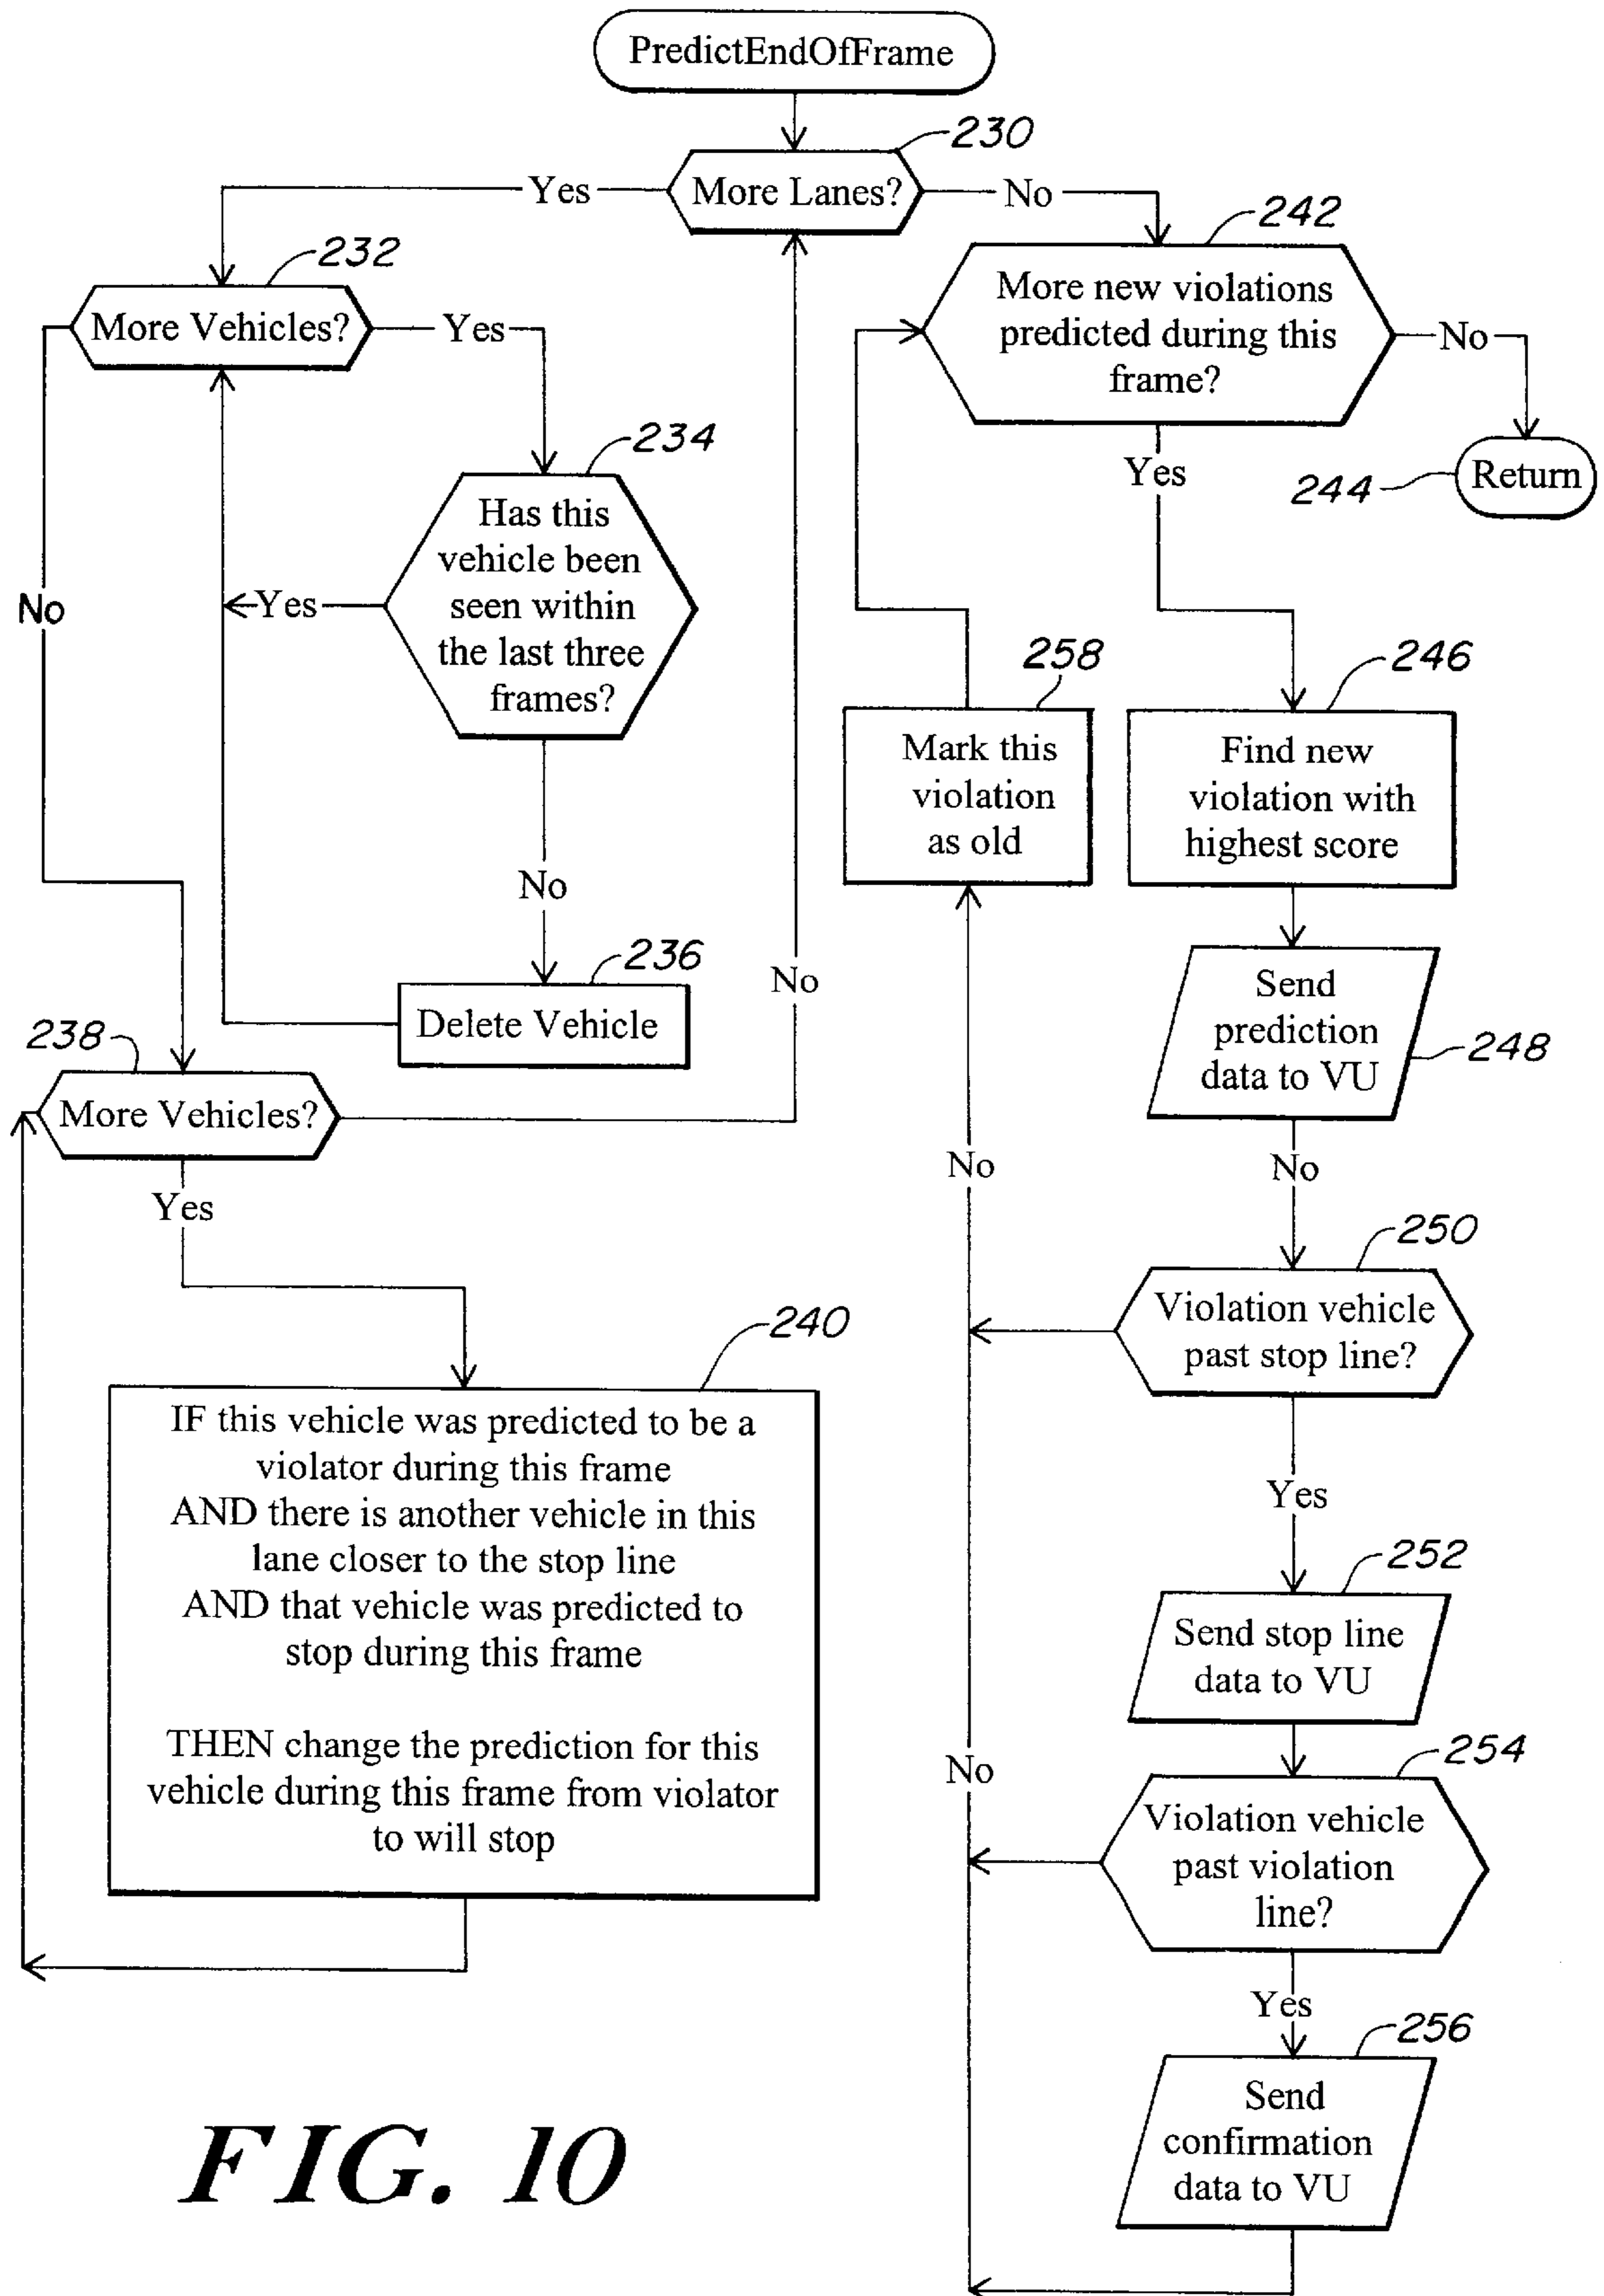 PredictEndOfFrame
230
More Lanes?
Yes
No
232
More Vehicles?
Yes
No
234
Has this
vehicle been
seen within
the last three
frames?
Yes
No
236
Delete Vehicle
238
More Vehicles?
No
Yes
240
IF this vehicle was predicted to be a
violator during this frame
AND there is another vehicle in this
lane closer to the stop line
AND that vehicle was predicted to
stop during this frame
THEN change the prediction for this
vehicle during this frame from violator
to will stop
242
More new violations
predicted during this
frame?
No
244
Return
Yes
246
Find new
violation with
highest score
248
Send
prediction
data to VU
No
250
Violation vehicle
past stop line?
No
Yes
252
Send stop line
data to VU
254
Violation vehicle
past violation
line?
No
Yes
256
Send
confirmation
data to VU
258
Mark this
violation
as old
FIG. 10